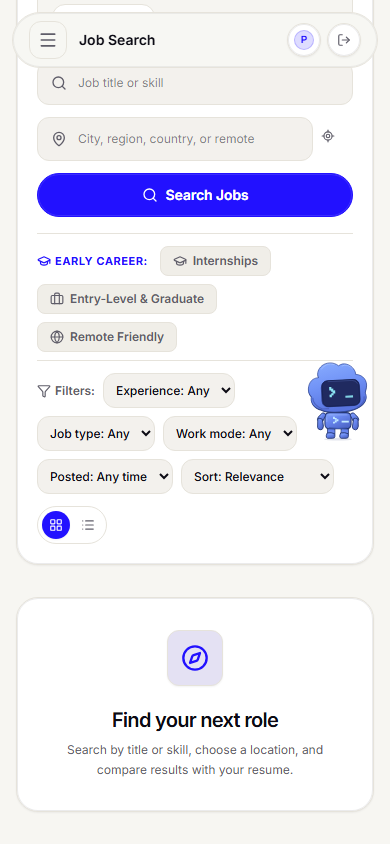 Job Search
P
Job title or skill
City, region, country, or remote
Search Jobs
EARLY CAREER:
Internships
Entry-Level & Graduate
Remote Friendly
Filters:
Experience: Any
Job type: Any
Work mode: Any
Posted: Any time
Sort: Relevance
Find your next role
Search by title or skill, choose a location, and
compare results with your resume.